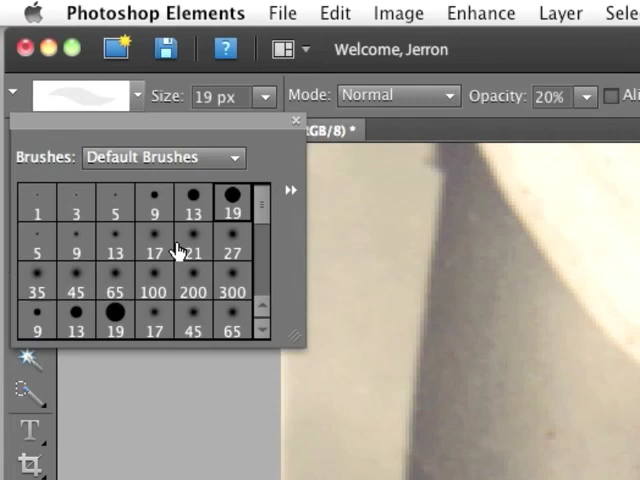 Photoshop Elements File Edit Image Enhance Layer Sele
Welcome, Jerron
Size: 19 px Mode: Normal Opacity: 20% Ali
RGB/8) *
Brushes: Default Brushes
1 3 5 9 13 19
5 9 13 17 21 27
35 45 65 100 200 300
9 13 19 17 45 65
T